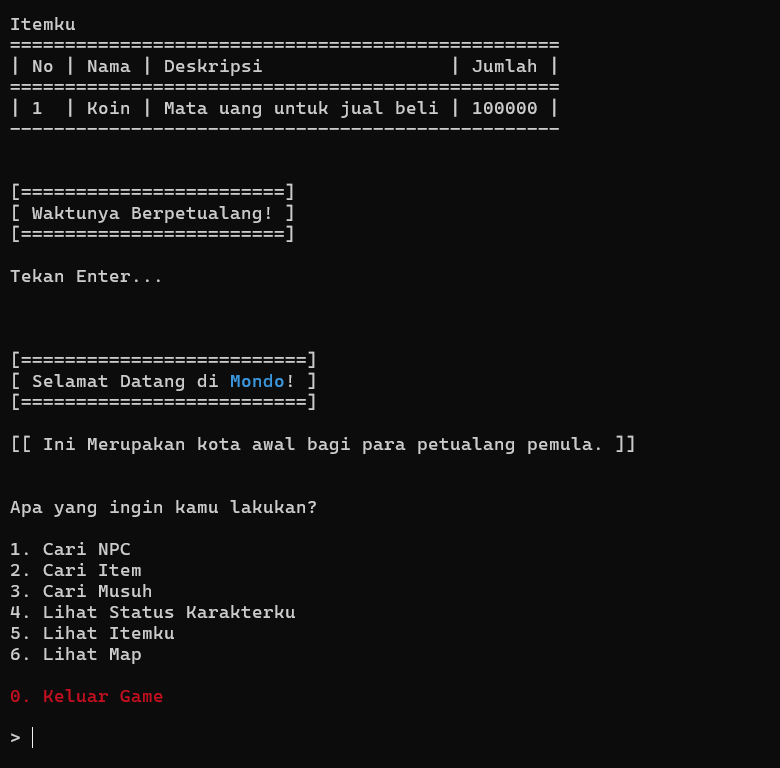 Itemku
==================================================
| No | Nama | Deskripsi                 | Jumlah |
==================================================
| 1  | Koin | Mata uang untuk jual beli | 100000 |
--------------------------------------------------
[========================]
[ Waktunya Berpetualang! ]
[========================]
Tekan Enter...
[==========================]
[ Selamat Datang di Mondo! ]
[==========================]
[[ Ini Merupakan kota awal bagi para petualang pemula. ]]
Apa yang ingin kamu lakukan?
1. Cari NPC
2. Cari Item
3. Cari Musuh
4. Lihat Status Karakterku
5. Lihat Itemku
6. Lihat Map
0. Keluar Game
>